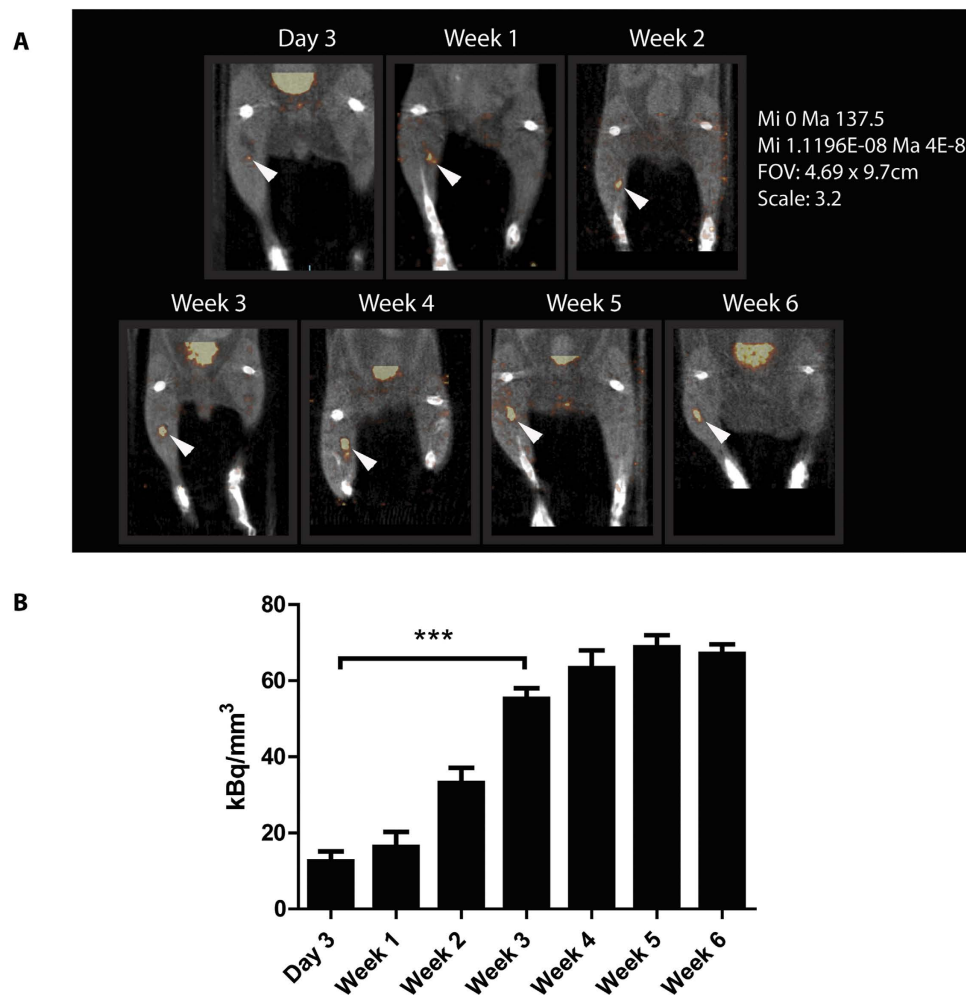 A
Day 3
Week 1
Week 2
Mi 0 Ma 137.5
Mi 1.1196E-08 Ma 4E-8
FOV: 4.69 x 9.7cm
Scale: 3.2
Week 3
Week 4
Week 5
Week 6
B
kBq/mm³
80
60
40
20
0
***
Day 3
Week 1
Week 2
Week 3
Week 4
Week 5
Week 6